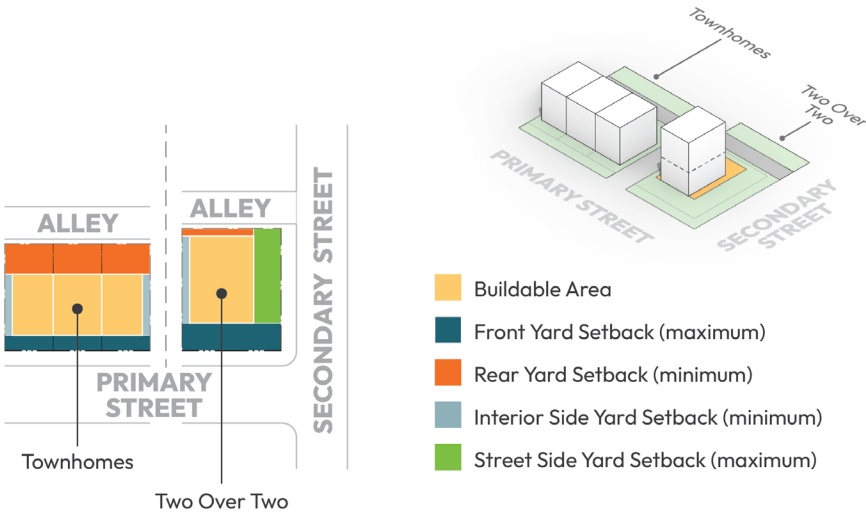 Townhomes
Two Over
Two
PRIMARY STREET
SECONDARY
STREET
ALLEY
ALLEY
SECONDARY STREET
PRIMARY
STREET
Townhomes
Two Over Two
Buildable Area
Front Yard Setback (maximum)
Rear Yard Setback (minimum)
Interior Side Yard Setback (minimum)
Street Side Yard Setback (maximum)